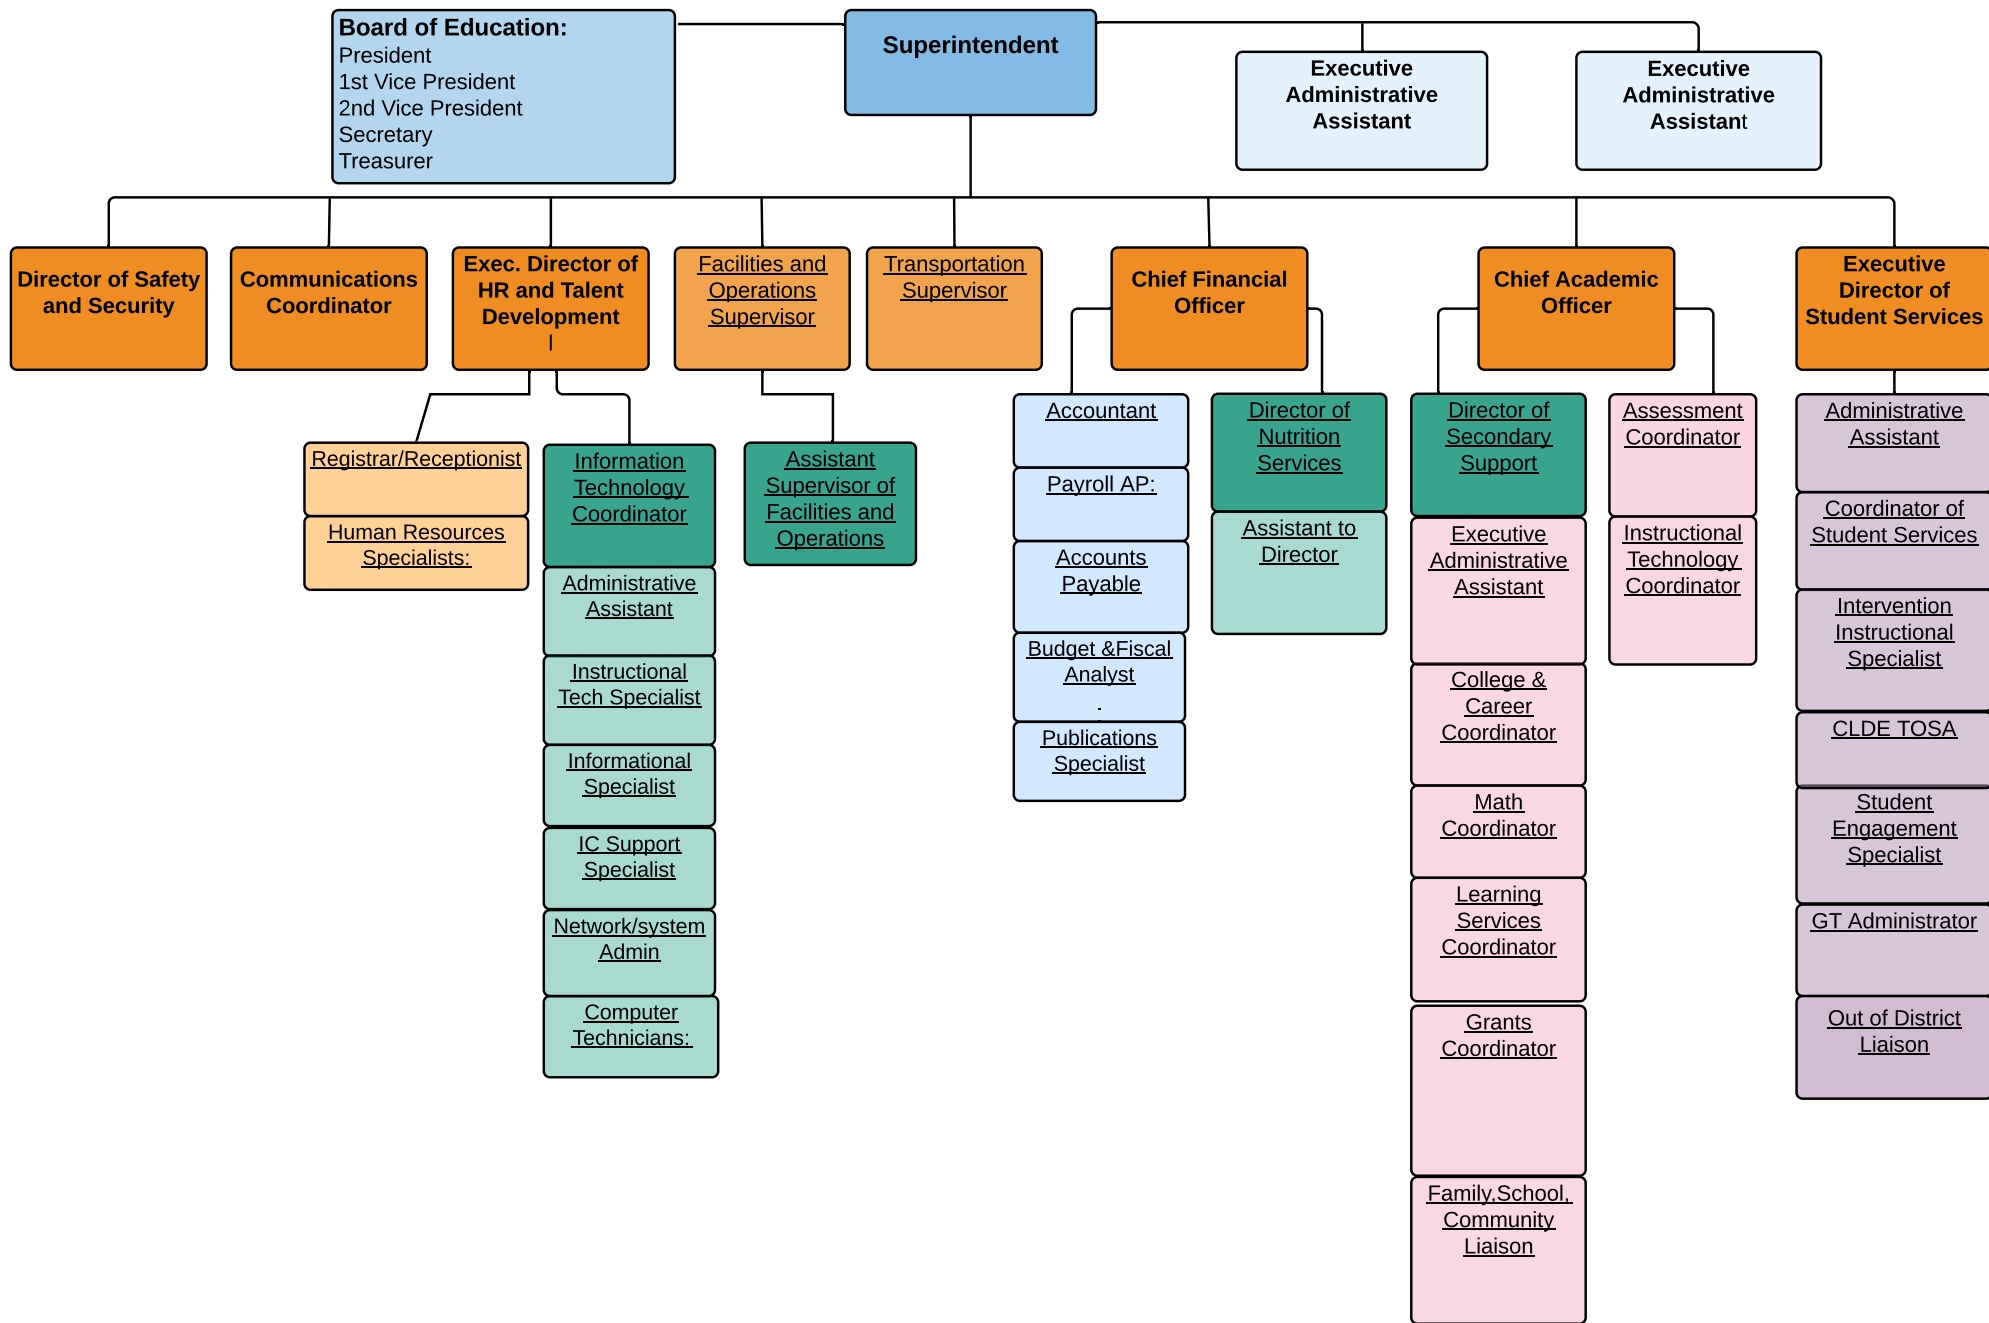 Board of Education:
President
1st Vice President
2nd Vice President
Secretary
Treasurer
Superintendent
Executive
Administrative
Assistant
Executive
Administrative
Assistant
Director of Safety
and Security
Communications
Coordinator
Exec. Director of
HR and Talent
Development
l
Facilities and
Operations
Supervisor
Transportation
Supervisor
Chief Financial
Officer
Chief Academic
Officer
Executive
Director of
Student Services
Registrar/Receptionist
Human Resources
Specialists:
Information
Technology
Coordinator
Administrative
Assistant
Instructional
Tech Specialist
Informational
Specialist
IC Support
Specialist
Network/system
Admin
Computer
Technicians:
Assistant
Supervisor of
Facilities and
Operations
Accountant
Payroll AP:
Accounts
Payable
Budget &Fiscal
Analyst
.
Publications
Specialist
Director of
Nutrition
Services
Assistant to
Director
Director of
Secondary
Support
Executive
Administrative
Assistant
College &
Career
Coordinator
Math
Coordinator
Learning
Services
Coordinator
Grants
Coordinator
Family,School,
Community
Liaison
Assessment
Coordinator
Instructional
Technology
Coordinator
Administrative
Assistant
Coordinator of
Student Services
Intervention
Instructional
Specialist
CLDE TOSA
Student
Engagement
Specialist
GT Administrator
Out of District
Liaison